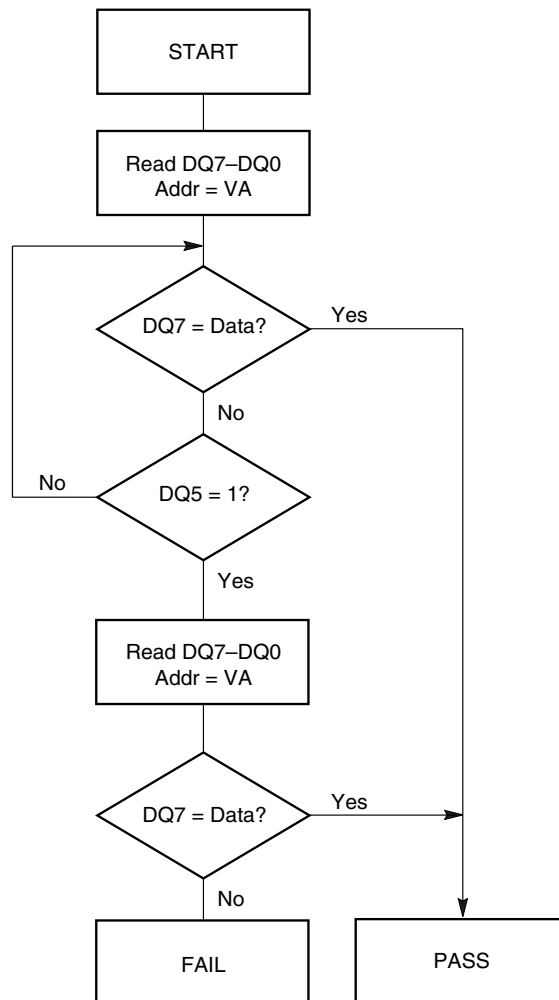 START
Read DQ7–DQ0
Addr = VA
DQ7 = Data?
Yes
No
No
DQ5 = 1?
Yes
Read DQ7–DQ0
Addr = VA
DQ7 = Data?
Yes
No
FAIL
PASS